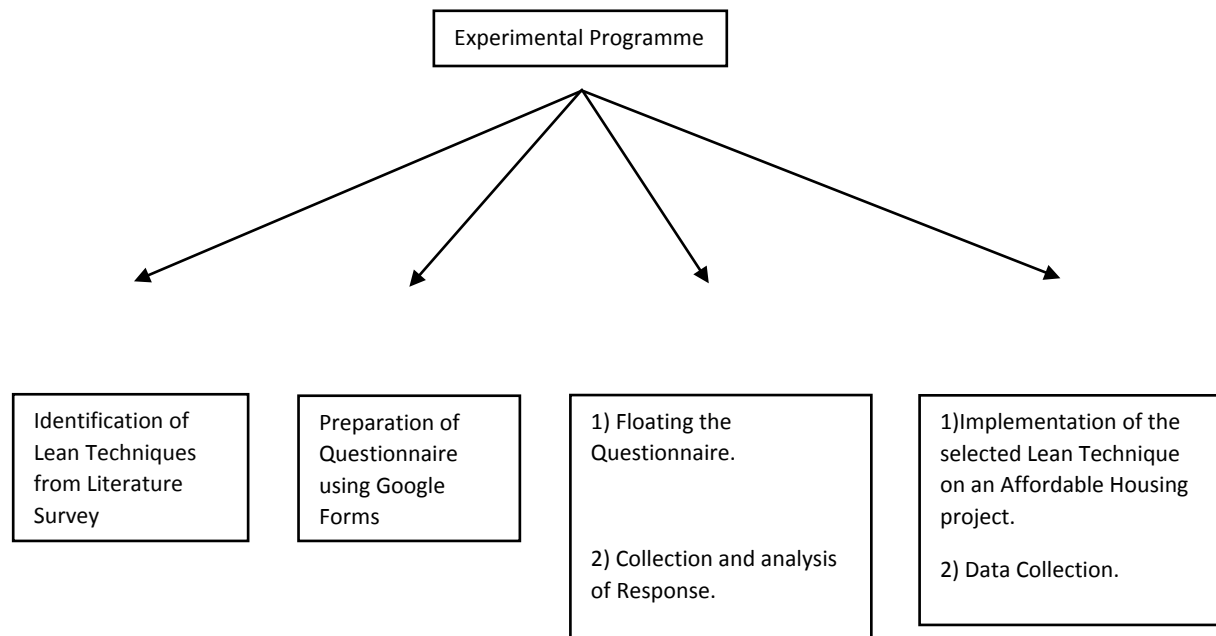 Experimental Programme
Identification of
Lean Techniques
from Literature
Survey
Preparation of
Questionnaire
using Google
Forms
1) Floating the
Questionnaire.
2) Collection and analysis
of Response.
1)Implementation of the
selected Lean Technique
on an Affordable Housing
project.
2) Data Collection.